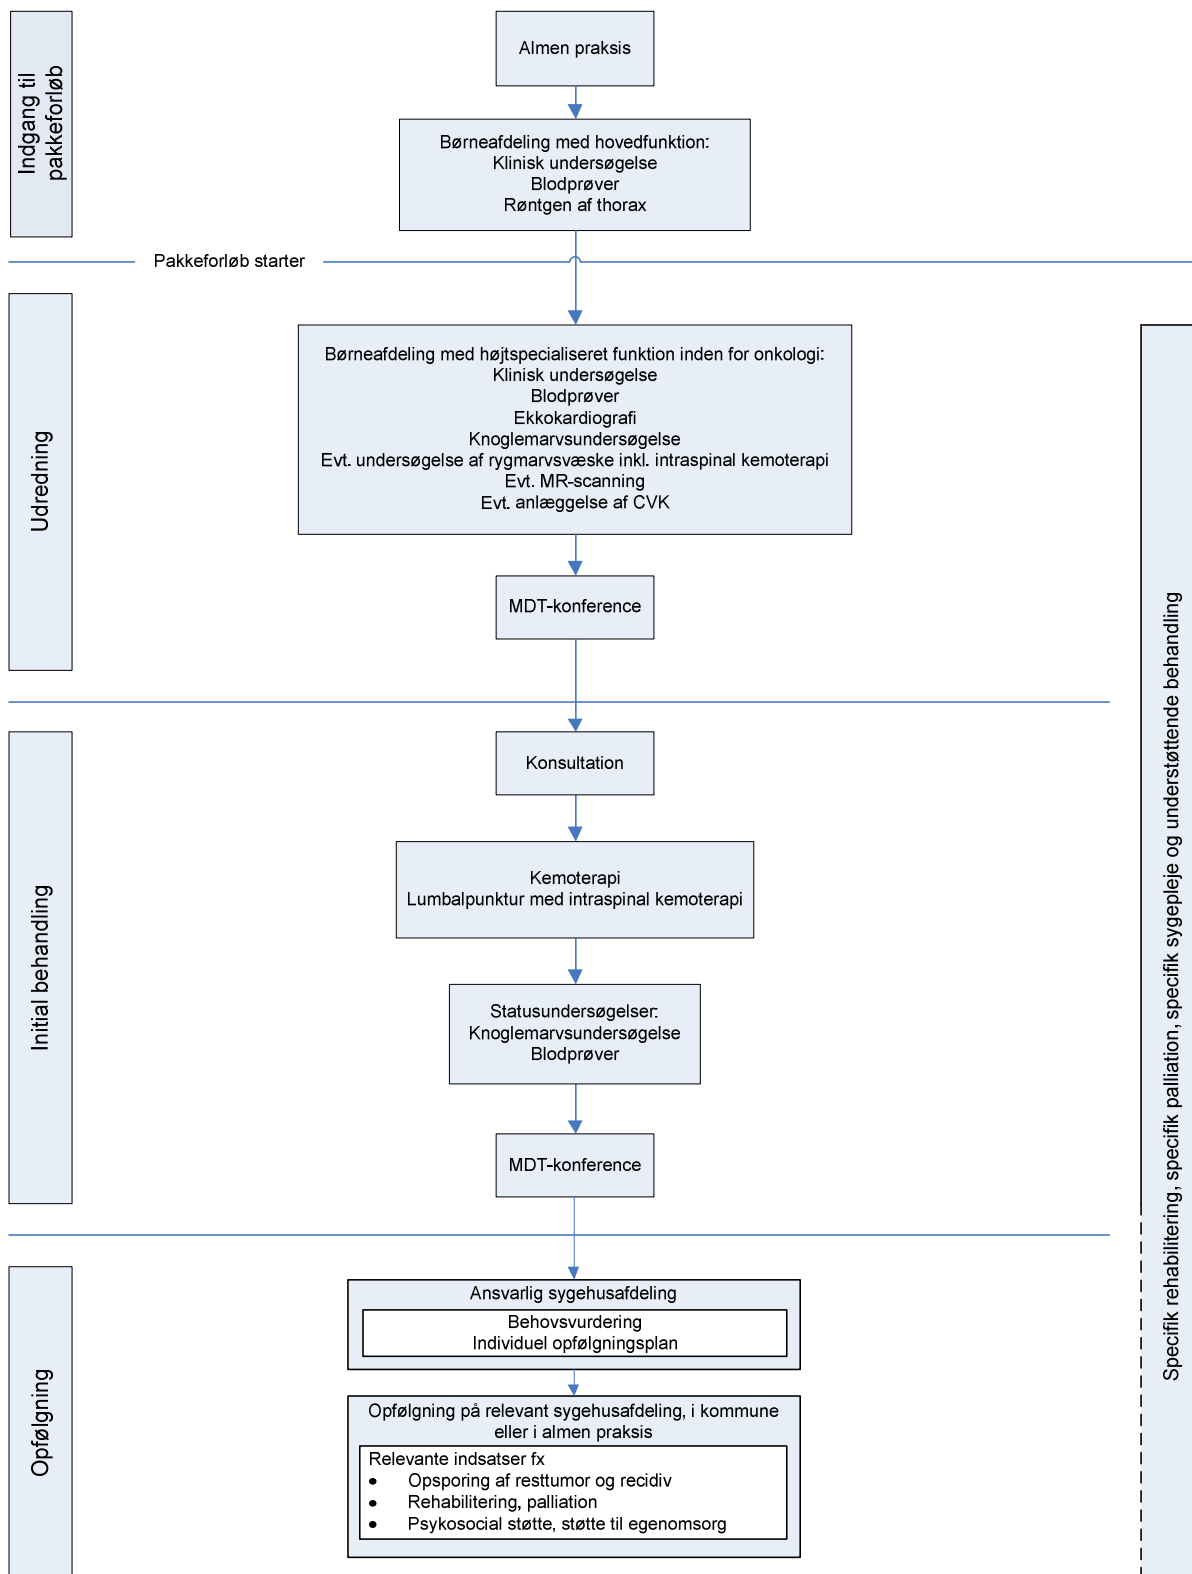 Indgang til
pakkeforløb
Almen praksis
Børneafdeling med hovedfunktion:
Klinisk undersøgelse
Blodprøver
Røntgen af thorax
Pakkeforløb starter
Udredning
Børneafdeling med højtspecialiseret funktion inden for onkologi:
Klinisk undersøgelse
Blodprøver
Ekkokardiografi
Knoglemarvsundersøgelse
Evt. undersøgelse af rygmarvsvæske inkl. intraspinal kemoterapi
Evt. MR-scanning
Evt. anlæggelse af CVK
MDT-konference
Initial behandling
Konsultation
Kemoterapi
Lumbalpunktur med intraspinal kemoterapi
Statusundersøgelser:
Knoglemarvsundersøgelse
Blodprøver
MDT-konference
Opfølgning
Ansvarlig sygehusafdeling
Behovsvurdering
Individuel opfølgningsplan
Opfølgning på relevant sygehusafdeling, i kommune
eller i almen praksis
Relevante indsatser fx
• Opsporing af resttumor og recidiv
• Rehabilitering, palliation
• Psykosocial støtte, støtte til egenomsorg
Specifik rehabilitering, specifik palliation, specifik sygepleje og understøttende behandling